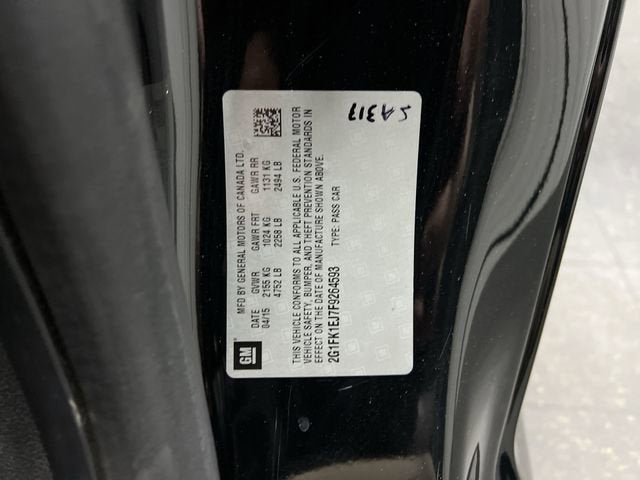 GM
MFD BY GENERAL MOTORS OF CANADA LTD.
DATE GVWR GAWR FRT GAWR RR
04/15 2155 KG 1024 KG 1131 KG
4752 LB 2258 LB 2494 LB
THIS VEHICLE CONFORMS TO ALL APPLICABLE U.S. FEDERAL MOTOR
VEHICLE SAFETY, BUMPER, AND THEFT PREVENTION STANDARDS IN
EFFECT ON THE DATE OF MANUFACTURE SHOWN ABOVE.
2G1FK1EJ7F9264593 TYPE: PASS CAR